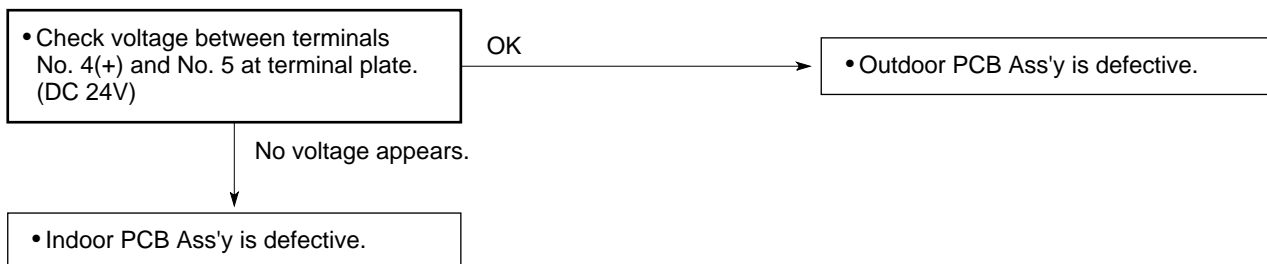 • Check voltage between terminals
No. 4(+) and No. 5 at terminal plate.
(DC 24V)
OK
• Outdoor PCB Ass'y is defective.
No voltage appears.
• Indoor PCB Ass'y is defective.